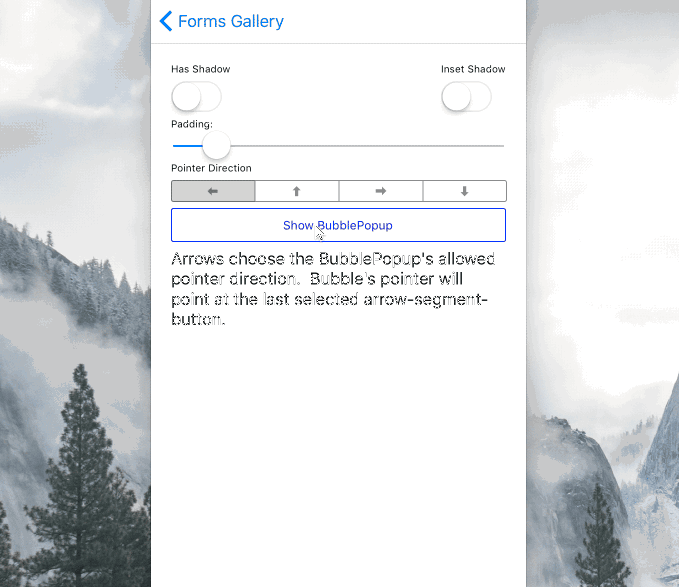 Forms Gallery
Has Shadow Inset Shadow
Padding:
Pointer Direction
Show BubblePopup
Arrows choose the BubblePopup's allowed
pointer direction.  Bubble's pointer will
point at the last selected arrow-segment-
button.